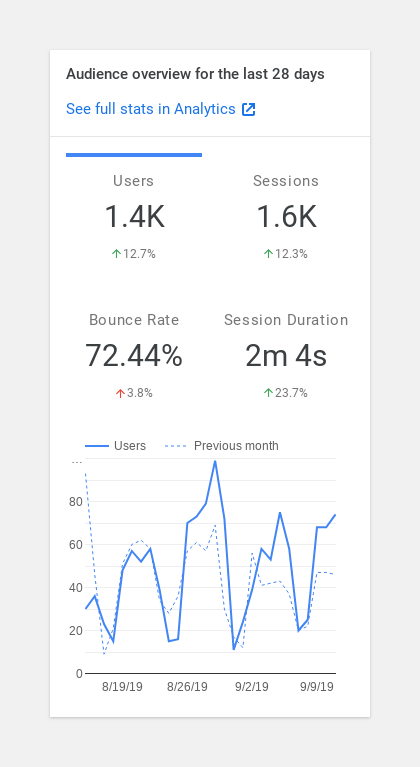 Audience overview for the last 28 days
See full stats in Analytics
Users Sessions
1.4K 1.6K
12.7% 12.3%
Bounce Rate Session Duration
72.44% 2m 4s
3.8% 23.7%
Users Previous month
...
80
60
40
20
0
8/19/19 8/26/19 9/2/19 9/9/19